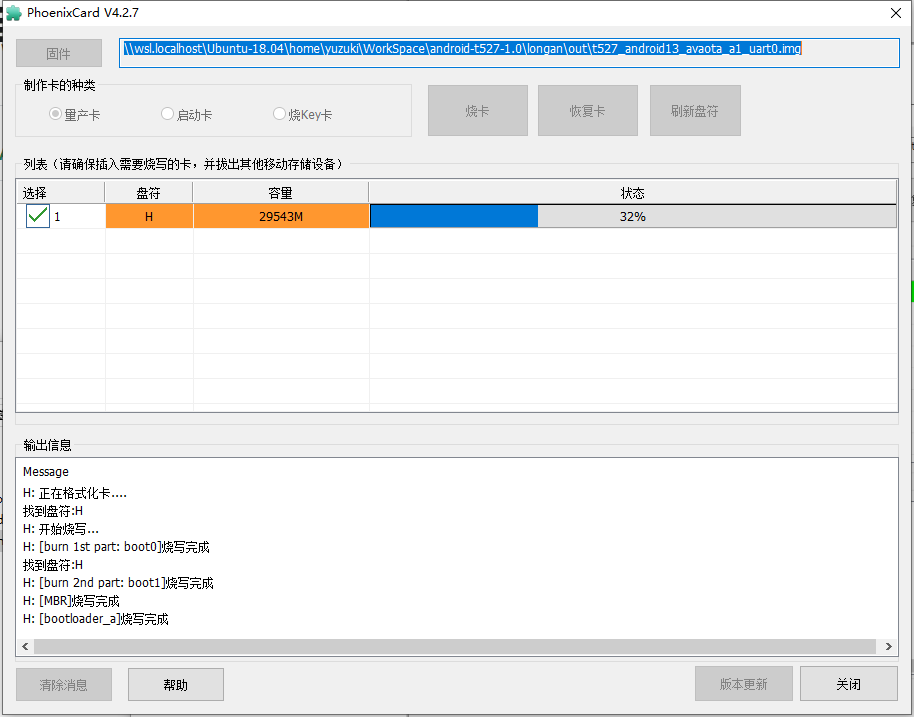 PhoenixCard V4.2.7
固件
\\wsl.localhost\Ubuntu-18.04\home\yuzuki\WorkSpace\android-t527-1.0\longan\out\t527_android13_avaota_a1_uart0.img
制作卡的种类
量产卡 启动卡 烧Key卡
烧卡 恢复卡 刷新盘符
列表（请确保插入需要烧写的卡，并拔出其他移动存储设备）
选择 盘符 容量 状态
1 H 29543M 32%
输出信息
Message
H: 正在格式化卡....
找到盘符:H
H: 开始烧写...
H: [burn 1st part: boot0]烧写完成
找到盘符:H
H: [burn 2nd part: boot1]烧写完成
H: [MBR]烧写完成
H: [bootloader_a]烧写完成
清除消息 帮助 版本更新 关闭